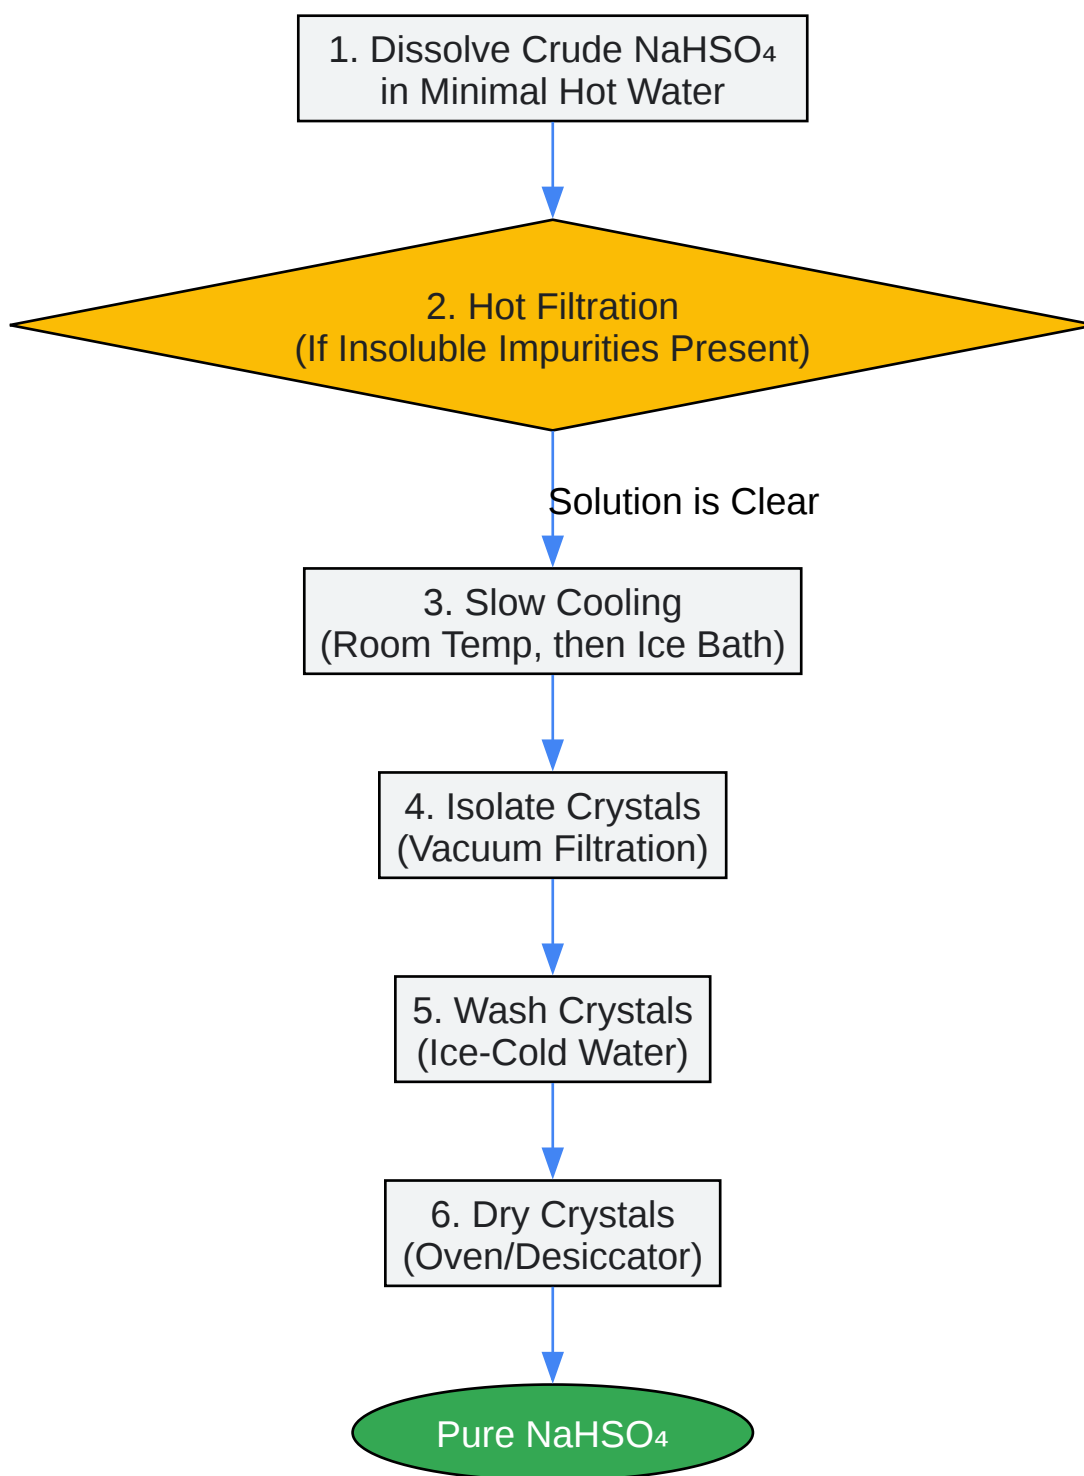 1. Dissolve Crude NaHSO₄
in Minimal Hot Water
2. Hot Filtration
(If Insoluble Impurities Present)
Solution is Clear
3. Slow Cooling
(Room Temp, then Ice Bath)
4. Isolate Crystals
(Vacuum Filtration)
5. Wash Crystals
(Ice-Cold Water)
6. Dry Crystals
(Oven/Desiccator)
Pure NaHSO₄